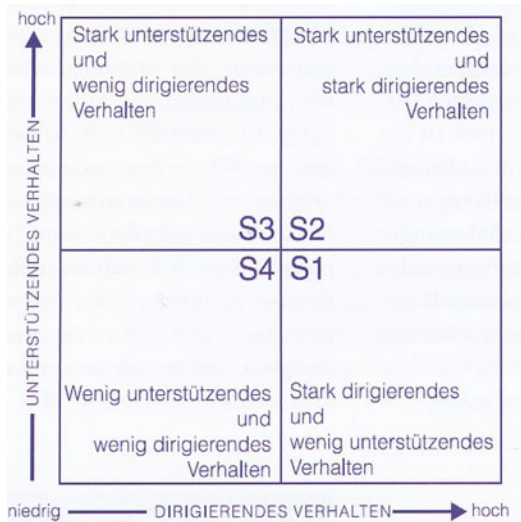 hoch
Stark unterstützendes
und
wenig dirigierendes
Verhalten
Stark unterstützendes
und
stark dirigierendes
Verhalten
UNTERSTÜTZENDES VERHALTEN
S3
S2
S4
S1
Wenig unterstützendes
und
wenig dirigierendes
Verhalten
Stark dirigierendes
und
wenig unterstützendes
Verhalten
niedrig
DIRIGIERENDES VERHALTEN
hoch